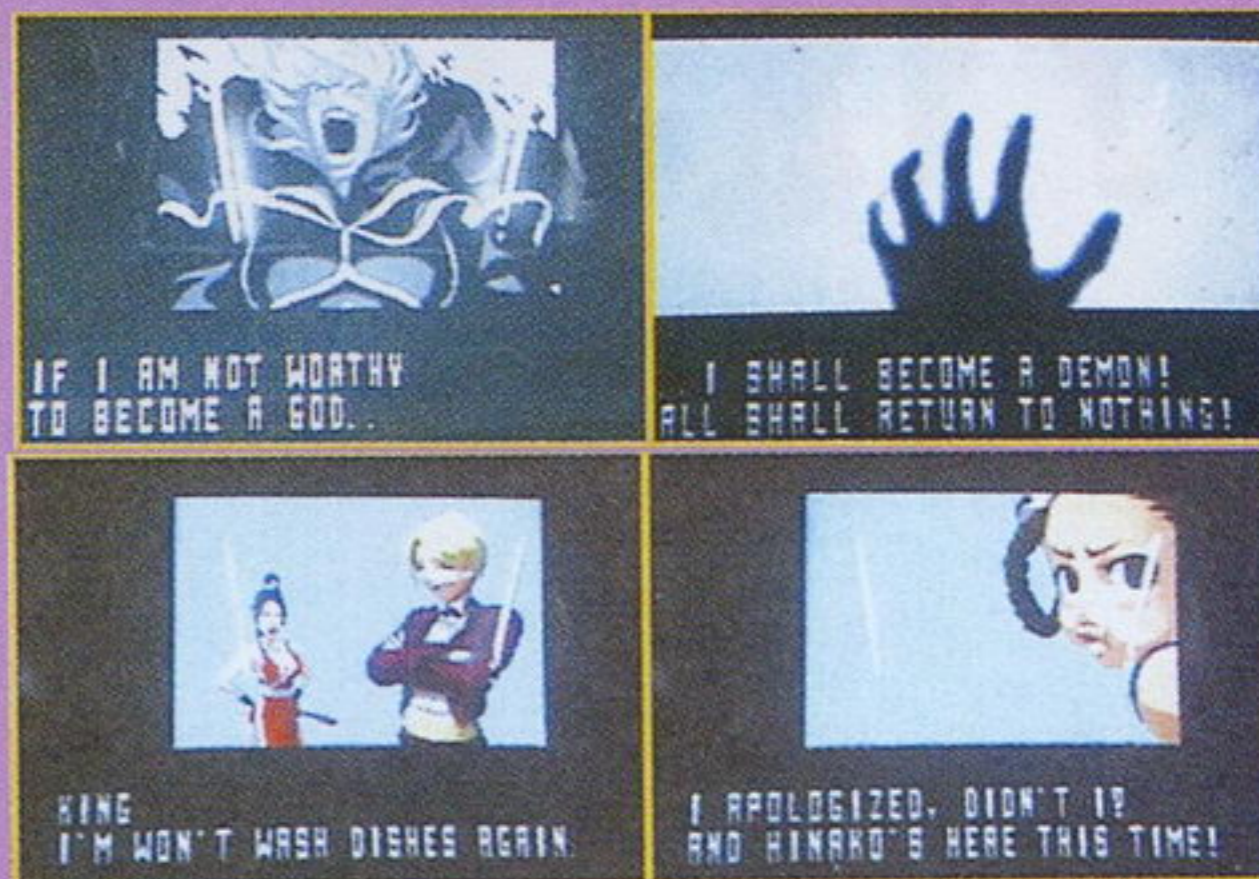 IF I AM NOT WORTHY
TO BECOME A GOD..
I SHALL BECOME A DEMON!
ALL SHALL RETURN TO NOTHING!
KING
I'M WON'T WASH DISHES AGAIN.
I APOLOGIZED, DIDN'T I?
AND HINAKO'S HERE THIS TIME!